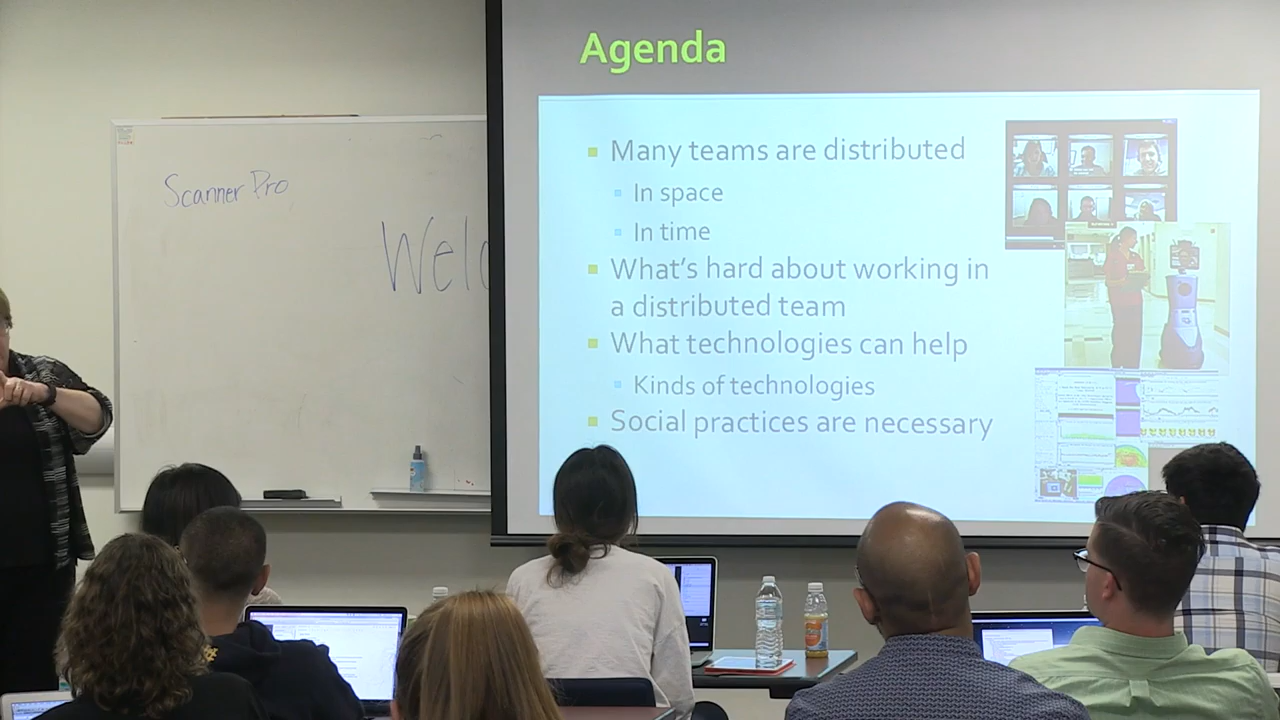 Agenda
Scanner Pro
Many teams are distributed
In space
In time
Welc
What's hard about working in
a distributed team
What technologies can help
Kinds of technologies
Social practices are necessary